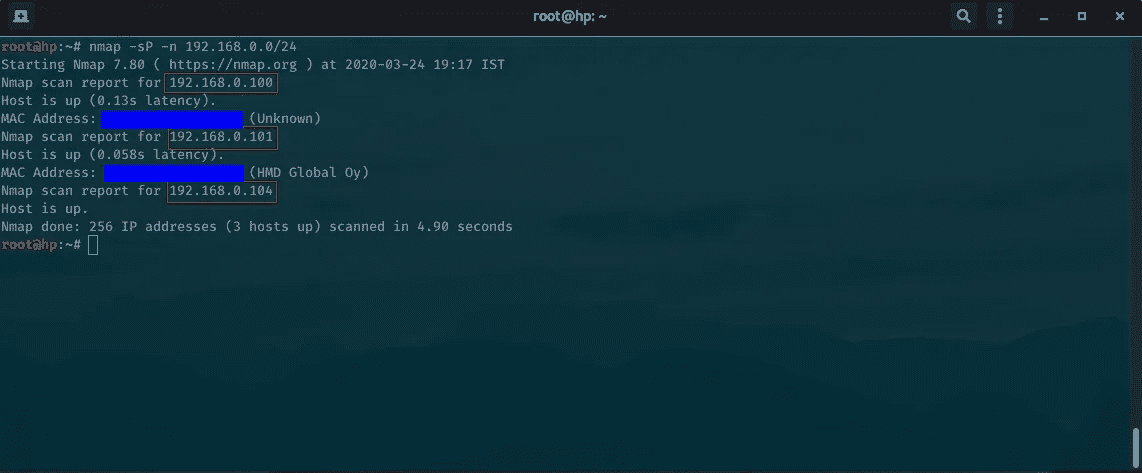 root@hp: ~
root@hp:~# nmap -sP -n 192.168.0.0/24
Starting Nmap 7.80 ( https://nmap.org ) at 2020-03-24 19:17 IST
Nmap scan report for 192.168.0.100
Host is up (0.13s latency).
MAC Address: (Unknown)
Nmap scan report for 192.168.0.101
Host is up (0.058s latency).
MAC Address: (HMD Global Oy)
Nmap scan report for 192.168.0.104
Host is up.
Nmap done: 256 IP addresses (3 hosts up) scanned in 4.90 seconds
root@hp:~#